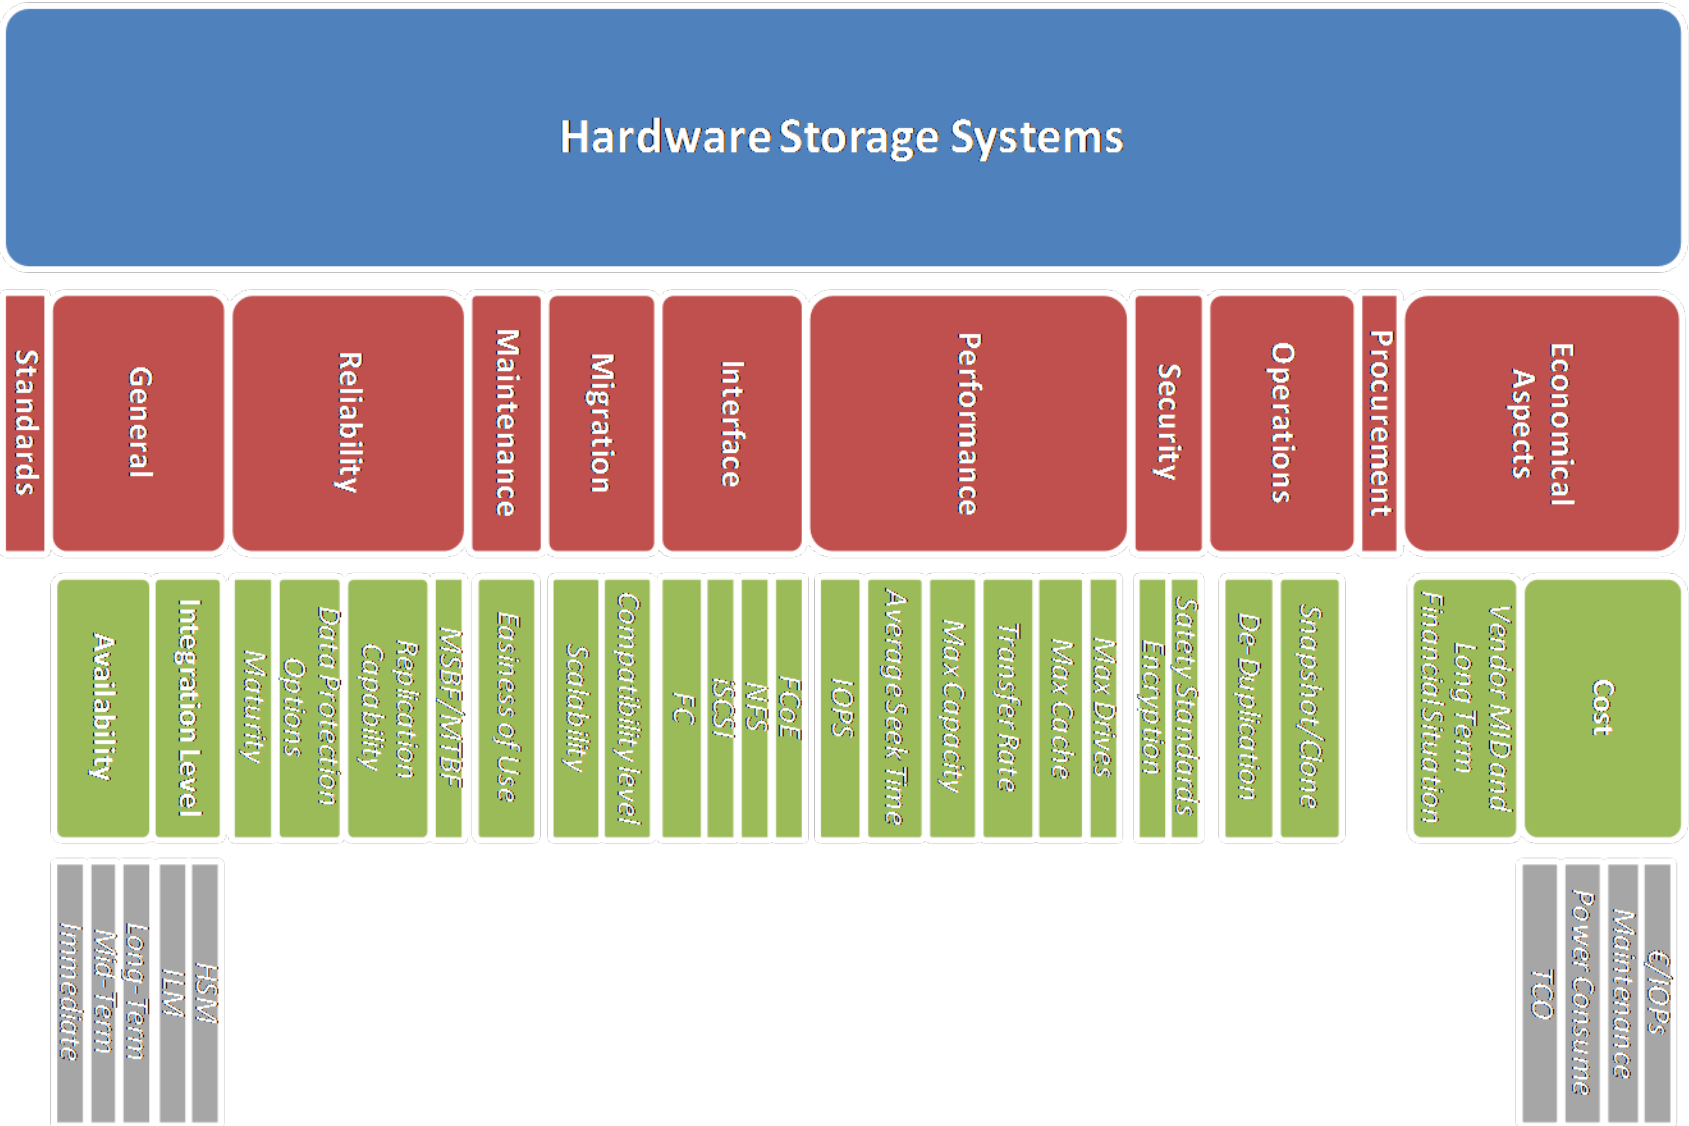 Hardware Storage Systems
Standards
General
Reliability
Maintenance
Migration
Interface
Performance
Security
Operations
Procurement
Economical
Aspects
Availability
Integration Level
Maturity
Data Protection
Options
Replication
Capability
MSBF/MTBF
Easiness of Use
Scalability
Compatibility level
FC
iSCSI
NFS
FCoE
IOPS
Average Seek Time
Max Capacity
Transfer Rate
Max Cache
Max Drives
Encryption
Satety Standards
De-Duplication
Snapshot/Clone
Vendor MID and
Long Term
Financial Situation
Cost
Immediate
Mid-Term
Long-Term
ILM
HSM
TCO
Power Consume
Maintenance
€/IOPs